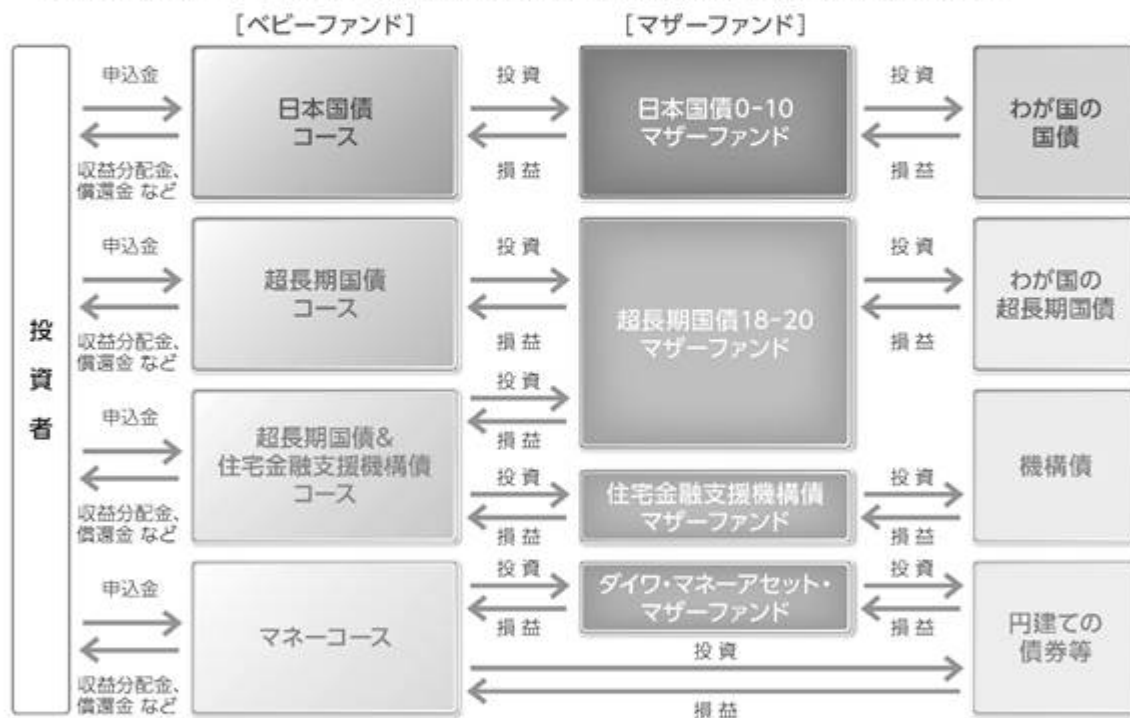 [ベビーファンド]
[マザーファンド]
投資者
申込金
収益分配金、
償還金 など
日本国債
コース
投 資
損 益
日本国債0-10
マザーファンド
投 資
損 益
わが国の
国債
申込金
収益分配金、
償還金 など
超長期国債
コース
投 資
損 益
超長期国債18-20
マザーファンド
投 資
損 益
わが国の
超長期国債
申込金
収益分配金、
償還金 など
超長期国債&
住宅金融支援機構債
コース
投 資
損 益
投 資
損 益
住宅金融支援機構債
マザーファンド
投 資
損 益
機構債
申込金
収益分配金、
償還金 など
マネーコース
投 資
損 益
ダイワ・マネーアセット・
マザーファンド
投 資
損 益
投 資
損 益
円建ての
債券等